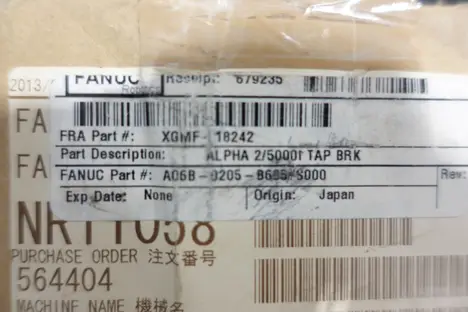 2013/
FANUC Receipt: 679235
FA
FRA Part #: XGMF-18242
Part Description: ALPHA 2/5000I TAP BRK
FA
FANUC Part #: A06B-0205-B605#S000 Rev:
Exp Date: None Origin: Japan
NR11058
PURCHASE ORDER 注文番号
564404
MACHINE NAME 機械名